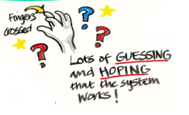 Fingers
crossed
? ? ?
Lots of GUESSING
and HOPING
that the system
works!